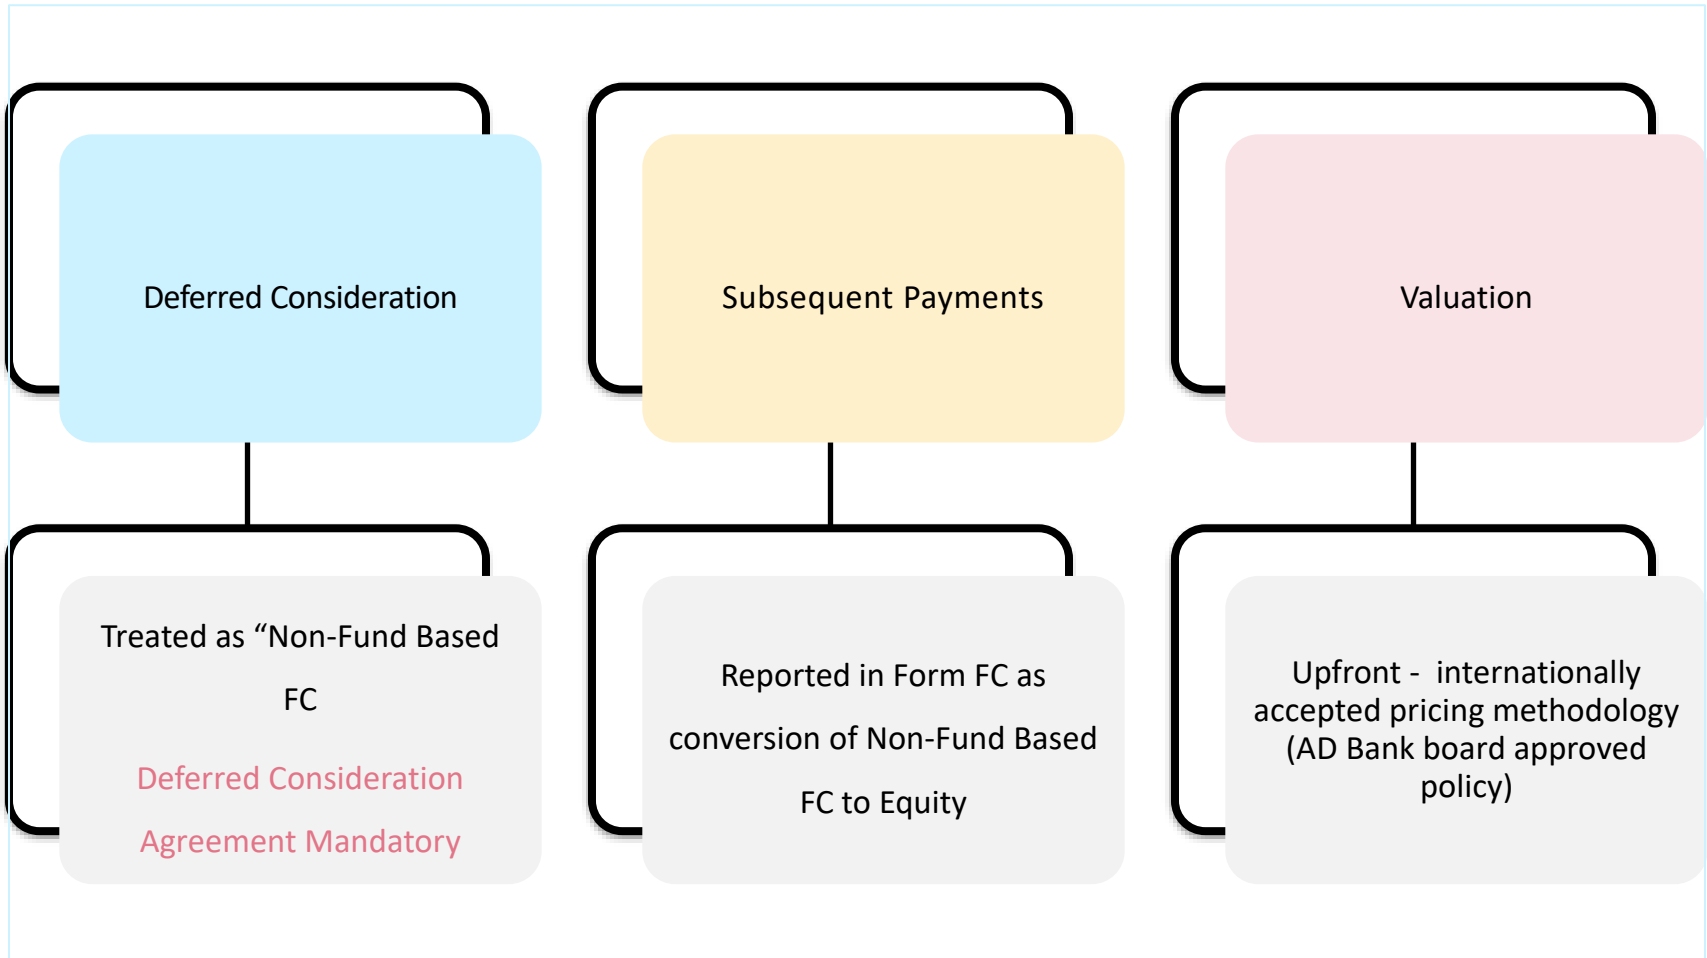 Deferred Consideration
Treated as “Non-Fund Based
FC
Deferred Consideration
Agreement Mandatory
Subsequent Payments
Reported in Form FC as
conversion of Non-Fund Based
FC to Equity
Valuation
Upfront - internationally
accepted pricing methodology
(AD Bank board approved
policy)